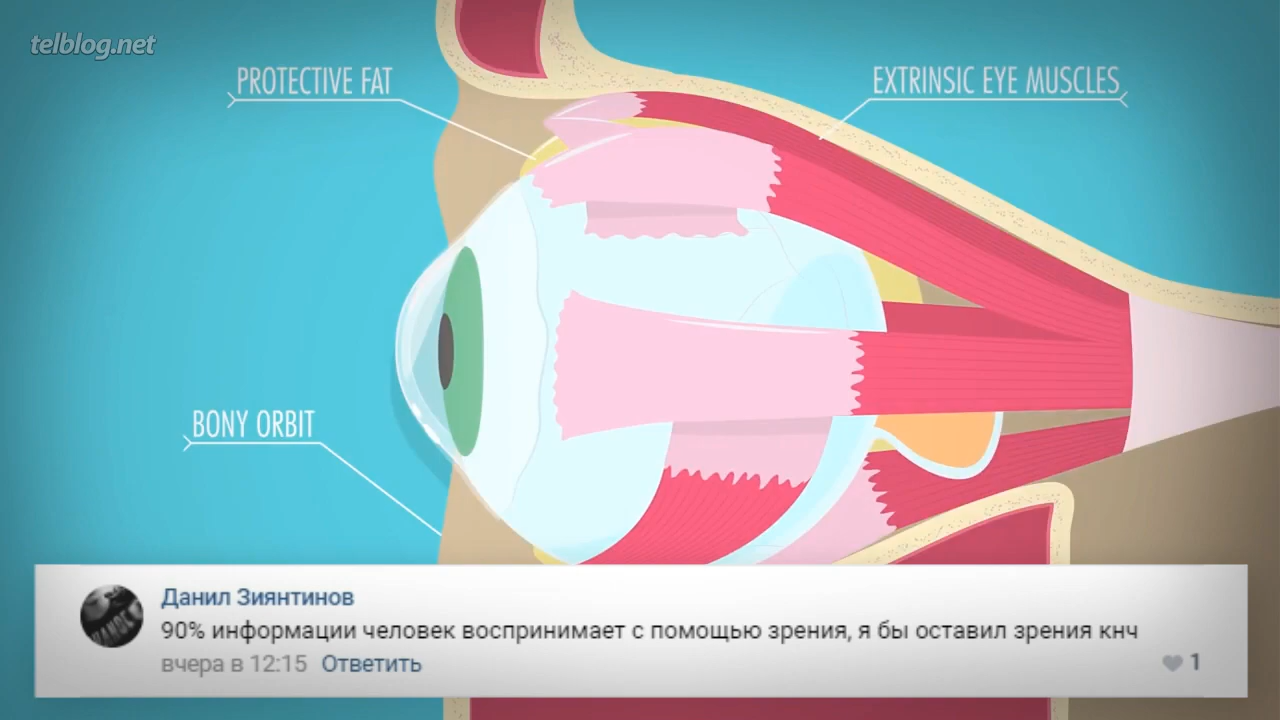 telblog.net
PROTECTIVE FAT
EXTRINSIC EYE MUSCLES
BONY ORBIT
Данил Зиянтинов
90% информации человек воспринимает с помощью зрения, я бы оставил зрения кнч
вчера в 12:15 Ответить
1